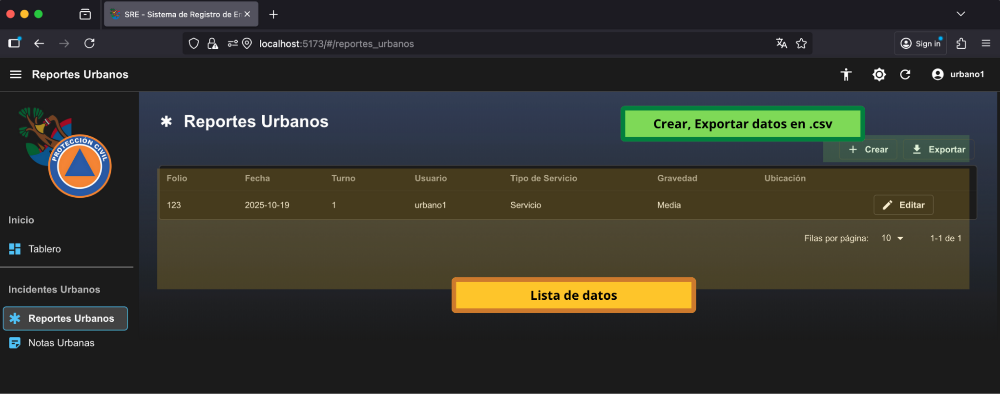 SRE - Sistema de Registro de En
localhost:5173/#/reportes_urbanos
Sign in
Reportes Urbanos
urbano1
PROTECCIÓN CIVIL
Inicio
Tablero
Incidentes Urbanos
Reportes Urbanos
Notas Urbanas
Reportes Urbanos
Crear, Exportar datos en .csv
Crear Exportar
Folio Fecha Turno Usuario Tipo de Servicio Gravedad Ubicación
123 2025-10-19 1 urbano1 Servicio Media Editar
Filas por página: 10 1-1 de 1
Lista de datos